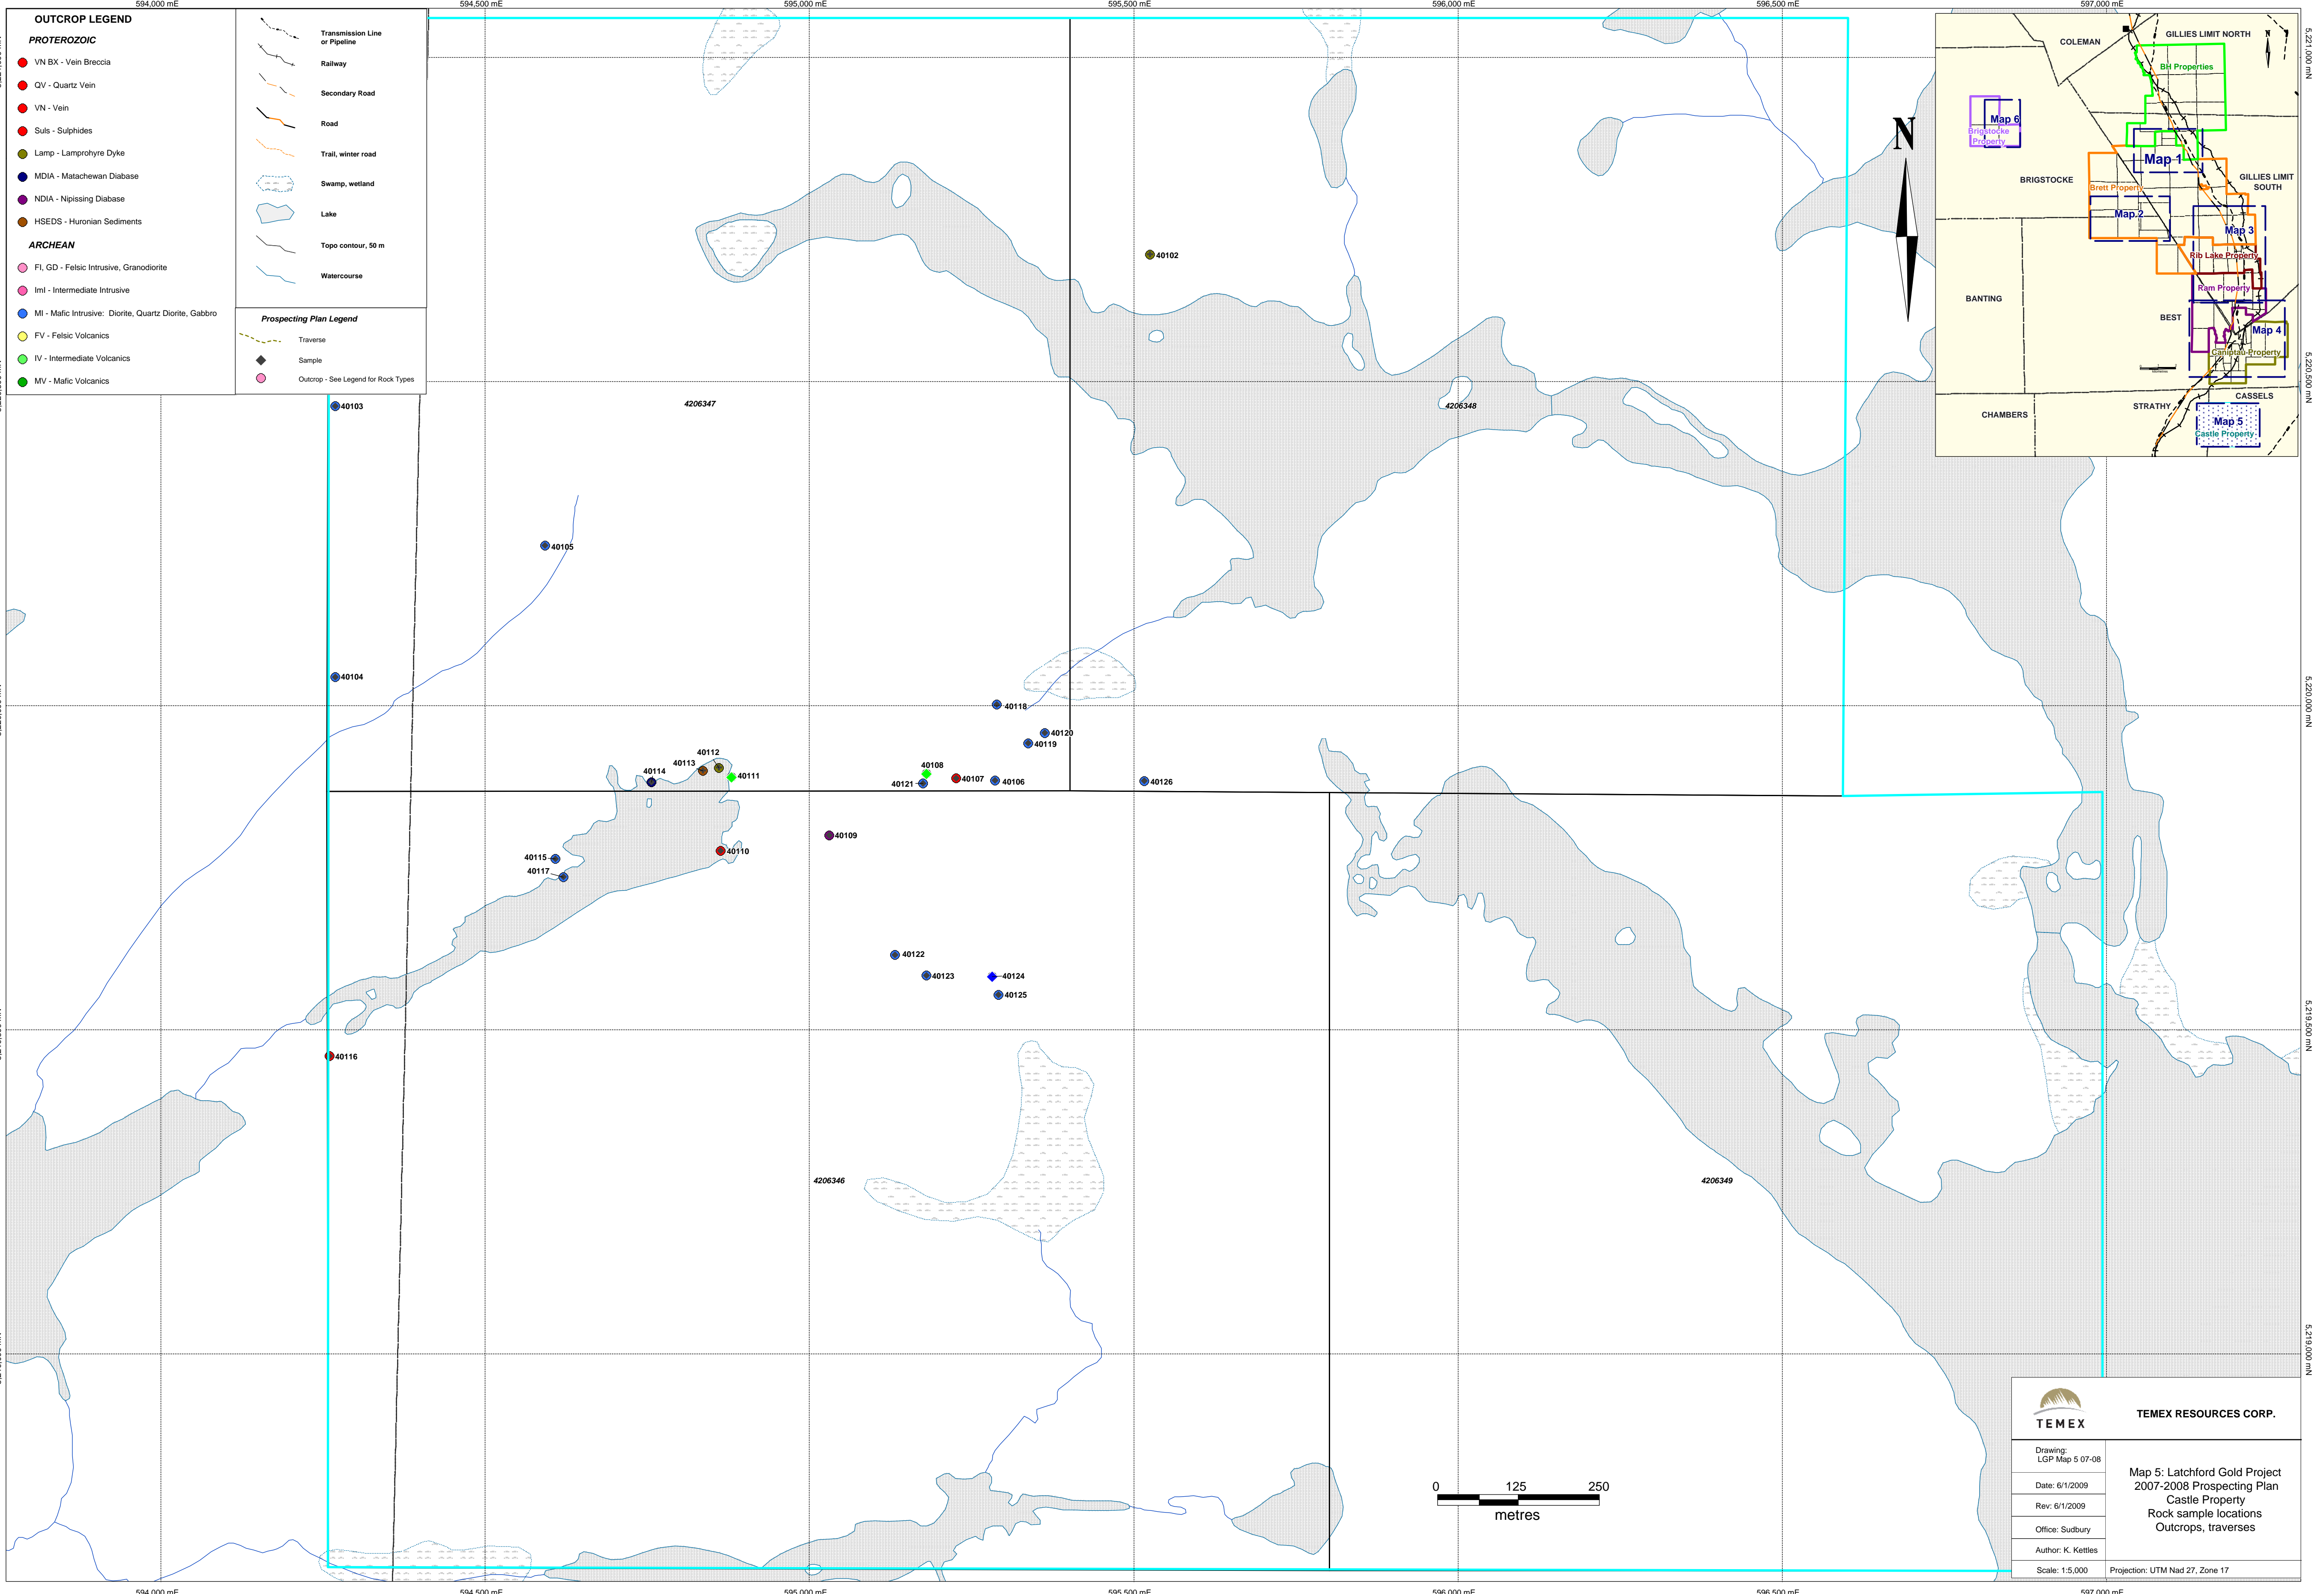 594,000 mE
594,500 mE
595,000 mE
595,500 mE
596,000 mE
596,500 mE
597,000 mE
OUTCROP LEGEND
PROTEROZOIC
VN BX - Vein Breccia
QV - Quartz Vein
VN - Vein
Suls - Sulphides
Lamp - Lamprohyre Dyke
MDIA - Matachewan Diabase
NDIA - Nipissing Diabase
HSEDS - Huronian Sediments
ARCHEAN
FI, GD - Felsic Intrusive, Granodiorite
ImI - Intermediate Intrusive
MI - Mafic Intrusive: Diorite, Quartz Diorite, Gabbro
FV - Felsic Volcanics
IV - Intermediate Volcanics
MV - Mafic Volcanics
Transmission Line
or Pipeline
Railway
Secondary Road
Road
Trail, winter road
Swamp, wetland
Lake
Topo contour, 50 m
Watercourse
Prospecting Plan Legend
Traverse
Sample
Outcrop - See Legend for Rock Types
N
COLEMAN
GILLIES LIMIT NORTH
BH Properties
Map 6
Brigstocke
Property
Map 1
BRIGSTOCKE
Brett Property
GILLIES LIMIT
SOUTH
Map 2
Map 3
Rib Lake Property
Ram Property
BANTING
BEST
Map 4
Caniptau Property
CASSELS
STRATHY
CHAMBERS
Map 5
Castle Property
5,221,000 mN
5,220,500 mN
5,220,000 mN
5,219,500 mN
5,219,000 mN
40102
40103
4206347
4206348
40105
40104
40118
40120
40119
40112
40113
40114
40111
40108
40107
40106
40121
40126
40109
40110
40115
40117
40122
40123
40124
40125
40116
4206346
4206349
0 125 250
metres
TEMEX
TEMEX RESOURCES CORP.
Drawing:
LGP Map 5 07-08
Date: 6/1/2009
Rev: 6/1/2009
Office: Sudbury
Author: K. Kettles
Scale: 1:5,000
Map 5: Latchford Gold Project
2007-2008 Prospecting Plan
Castle Property
Rock sample locations
Outcrops, traverses
Projection: UTM Nad 27, Zone 17
594,000 mE
594,500 mE
595,000 mE
595,500 mE
596,000 mE
596,500 mE
597,000 mE